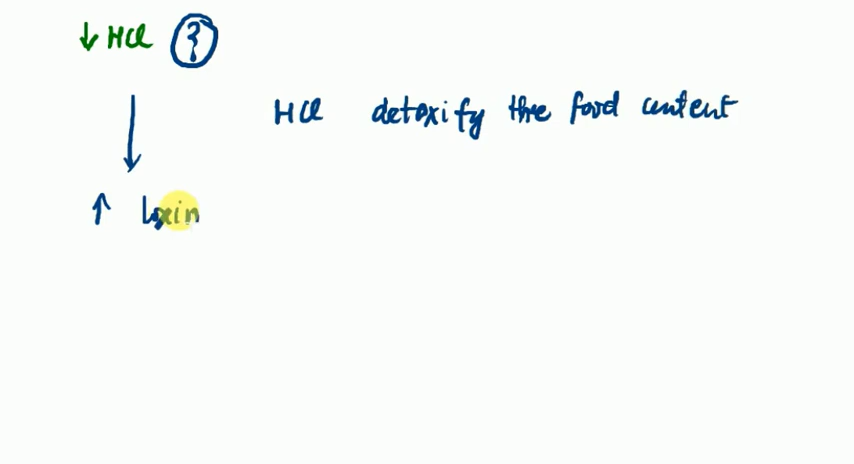 ↓ HCl ?
HCl detoxify the food content
↑ toxin